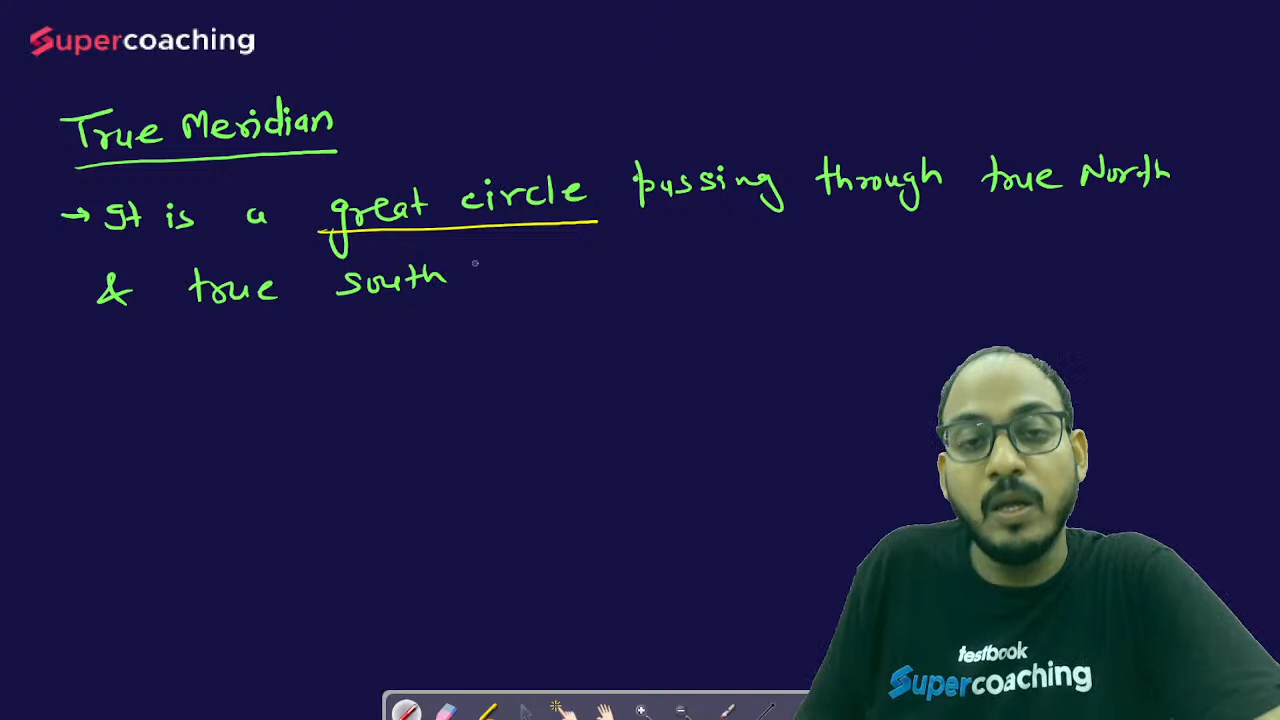 Supercoaching
True Meridian
→ It is a great circle passing through true North
& true south
testbook
Supercoaching